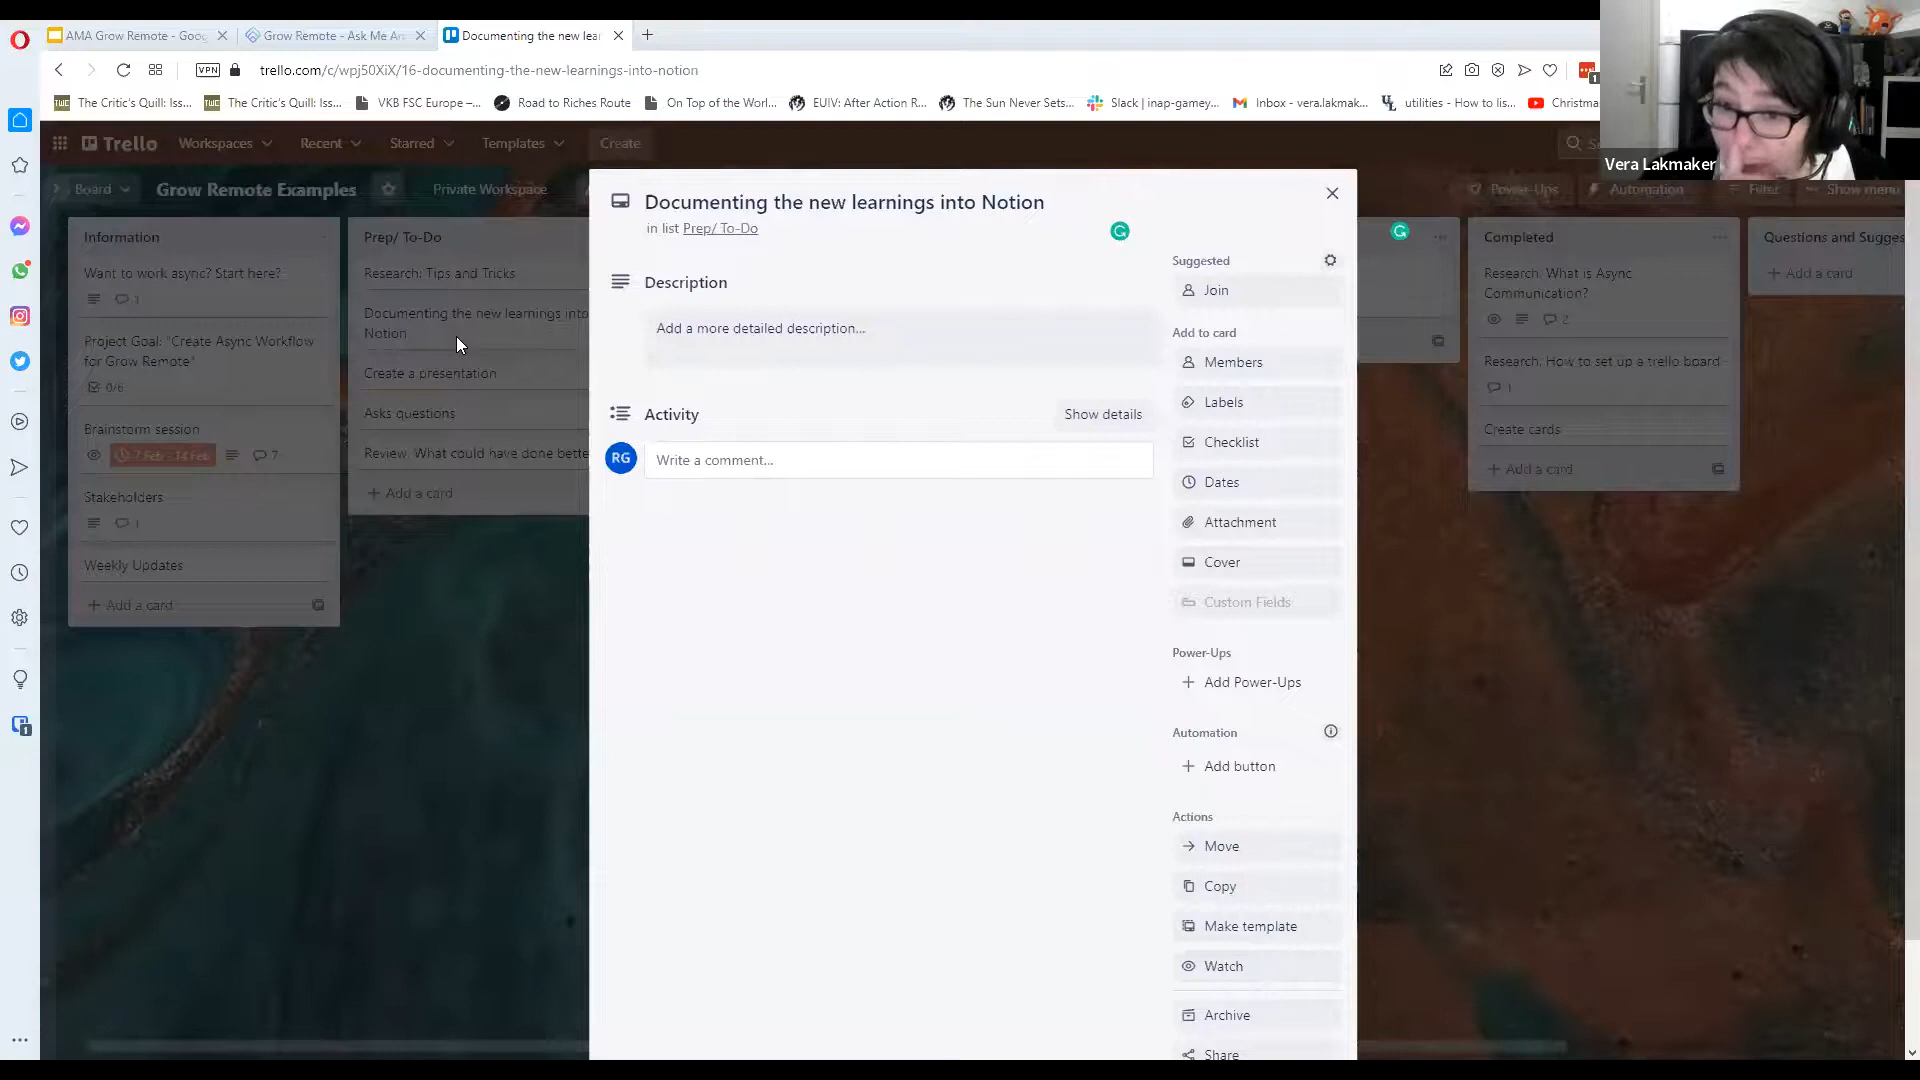 AMA Grow Remote - Goog
Grow Remote - Ask Me An
Documenting the new lea
VPN
trello.com/c/wpj50XiX/16-documenting-the-new-learnings-into-notion
1
The Critic's Quill: Iss...
The Critic's Quill: Iss...
VKB FSC Europe –...
Road to Riches Route
On Top of the Worl...
EUIV: After Action R...
The Sun Never Sets...
Slack | inap-gamey...
Inbox - vera.lakmak...
utilities - How to lis...
Christma
Vera Lakmaker
Trello
Workspaces
Recent
Starred
Templates
Create
Board
Grow Remote Examples
Private Workspace
Power-Ups
Automation
Filter
Show menu
Information
Want to work async? Start here?
1
Project Goal: "Create Async Workflow
for Grow Remote"
0/6
Brainstorm session
7 Feb - 14 Feb
7
Stakeholders
1
Weekly Updates
Add a card
Prep/ To-Do
Research: Tips and Tricks
Documenting the new learnings into
Notion
Create a presentation
Asks questions
Review. What could have done bette
Add a card
Documenting the new learnings into Notion
in list Prep/ To-Do
Description
Add a more detailed description...
Activity
Show details
RG
Write a comment...
Suggested
Join
Add to card
Members
Labels
Checklist
Dates
Attachment
Cover
Custom Fields
Power-Ups
Add Power-Ups
Automation
Add button
Actions
Move
Copy
Make template
Watch
Archive
Share
Completed
Research. What is Async
Communication?
2
Research. How to set up a trello board
1
Create cards
Add a card
Questions and Sugges
Add a card
1